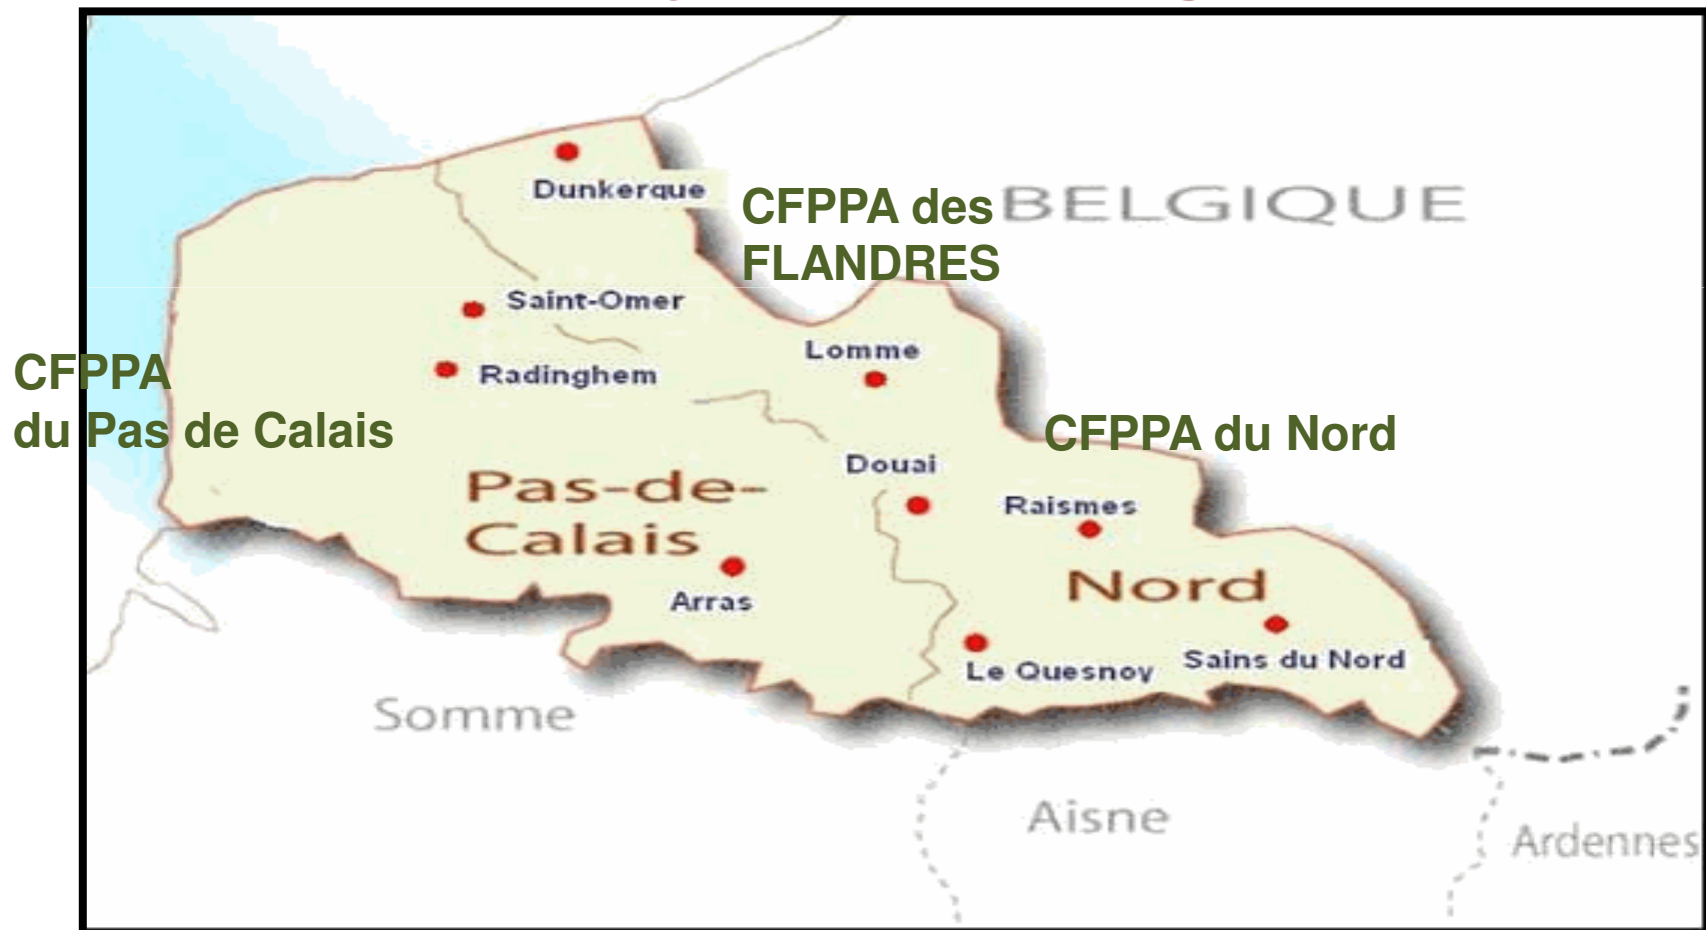 Dunkerque
CFPPA des
FLANDRES
BELGIQUE
Saint-Omer
Lomme
CFPPA
du Pas de Calais
Radinghem
CFPPA du Nord
Douai
Pas-de-
Calais
Raismes
Nord
Arras
Le Quesnoy
Sains du Nord
Somme
Aisne
Ardennes